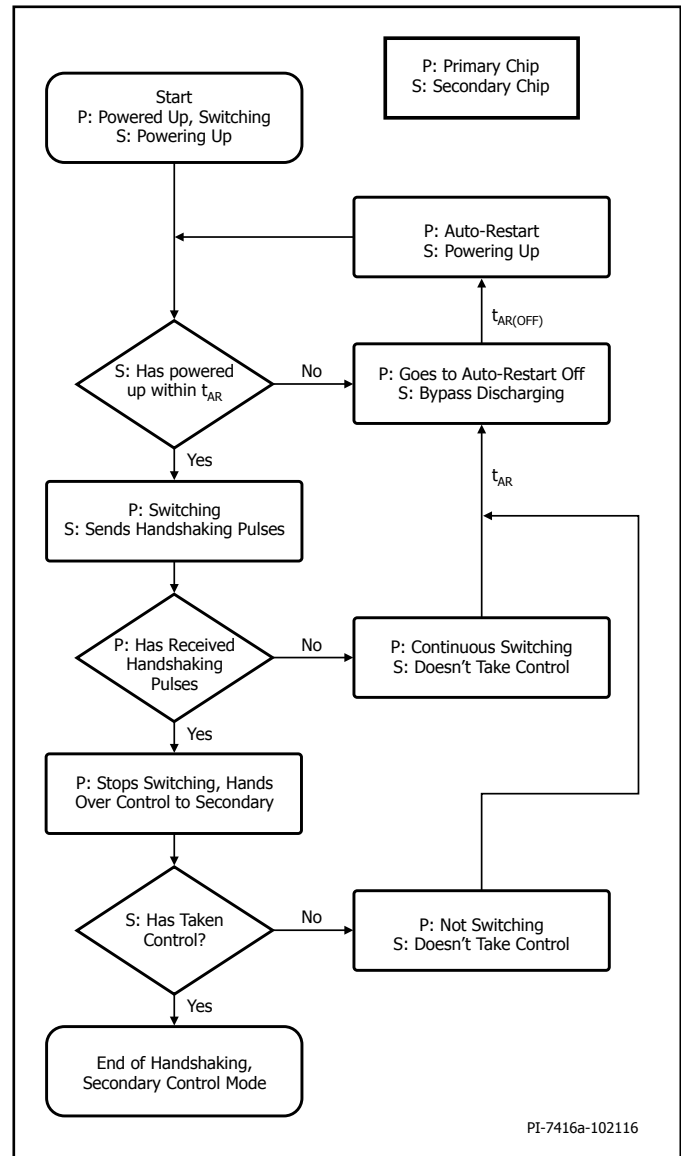 P: Primary Chip
S: Secondary Chip
Start
P: Powered Up, Switching
S: Powering Up
P: Auto-Restart
S: Powering Up
tAR(OFF)
S: Has powered
up within tAR
No
P: Goes to Auto-Restart Off
S: Bypass Discharging
Yes
tAR
P: Switching
S: Sends Handshaking Pulses
P: Has Received
Handshaking
Pulses
No
P: Continuous Switching
S: Doesn't Take Control
Yes
P: Stops Switching, Hands
Over Control to Secondary
S: Has Taken
Control?
No
P: Not Switching
S: Doesn't Take Control
Yes
End of Handshaking,
Secondary Control Mode
PI-7416a-102116